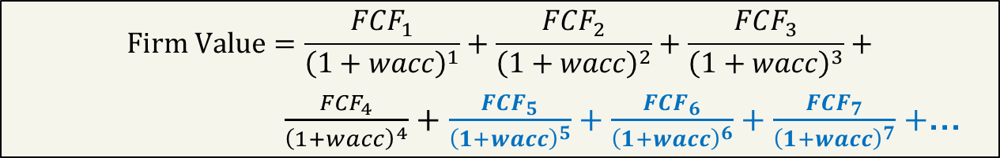 Firm Value = FCF₁/(1 + wacc)¹ + FCF₂/(1 + wacc)² + FCF₃/(1 + wacc)³ +
FCF₄/(1+wacc)⁴ + FCF₅/(1+wacc)⁵ + FCF₆/(1+wacc)⁶ + FCF₇/(1+wacc)⁷ +...